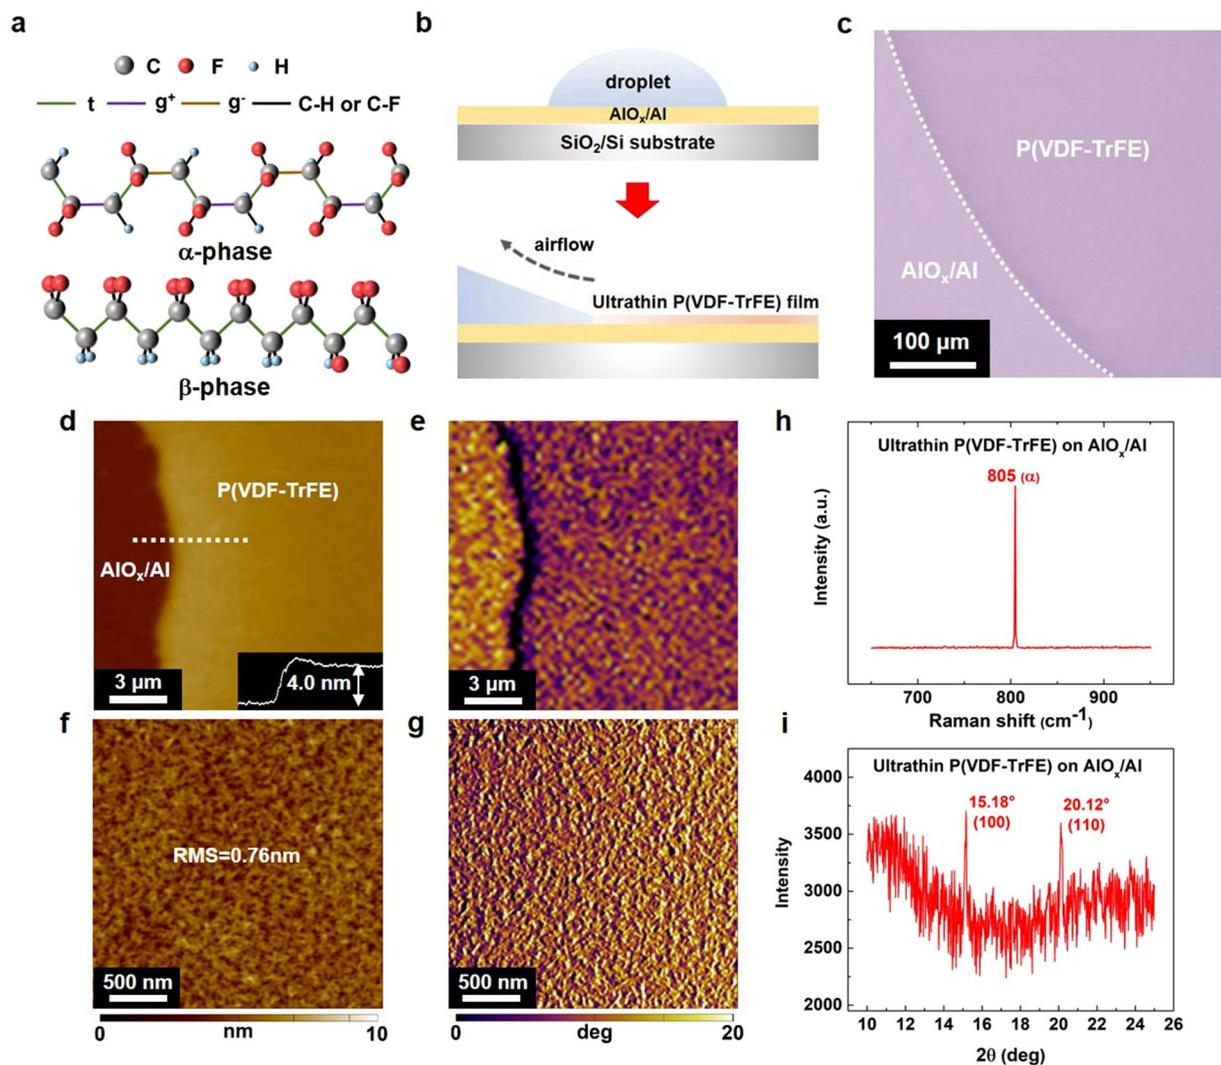 a
C F H
t g⁺ g⁻ C-H or C-F
α-phase
β-phase
b
droplet
AlOₓ/Al
SiO₂/Si substrate
airflow
Ultrathin P(VDF-TrFE) film
c
P(VDF-TrFE)
AlOₓ/Al
100 μm
d
P(VDF-TrFE)
AlOₓ/Al
3 μm
4.0 nm
e
3 μm
f
RMS=0.76nm
500 nm
0 nm 10
g
500 nm
0 deg 20
h
Ultrathin P(VDF-TrFE) on AlOₓ/Al
805 (α)
Intensity (a.u.)
700 800 900
Raman shift (cm⁻¹)
i
Ultrathin P(VDF-TrFE) on AlOₓ/Al
15.18°
(100)
20.12°
(110)
4000
3500
3000
2500
2000
Intensity
10 12 14 16 18 20 22 24 26
2θ (deg)